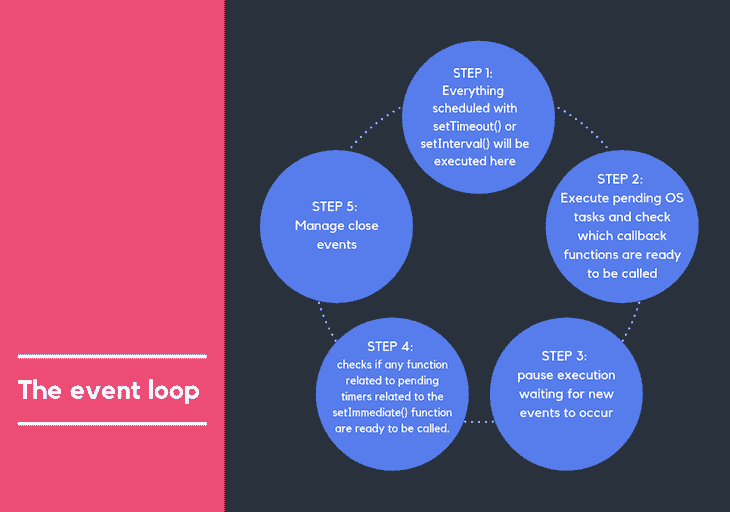 The event loop
STEP 1:
Everything
scheduled with
setTimeout() or
setInterval() will be
executed here
STEP 2:
Execute pending OS
tasks and check
which callback
functions are ready
to be called
STEP 3:
pause execution
waiting for new
events to occur
STEP 4:
checks if any function
related to pending
timers related to the
setImmediate() function
are ready to be called.
STEP 5:
Manage close
events